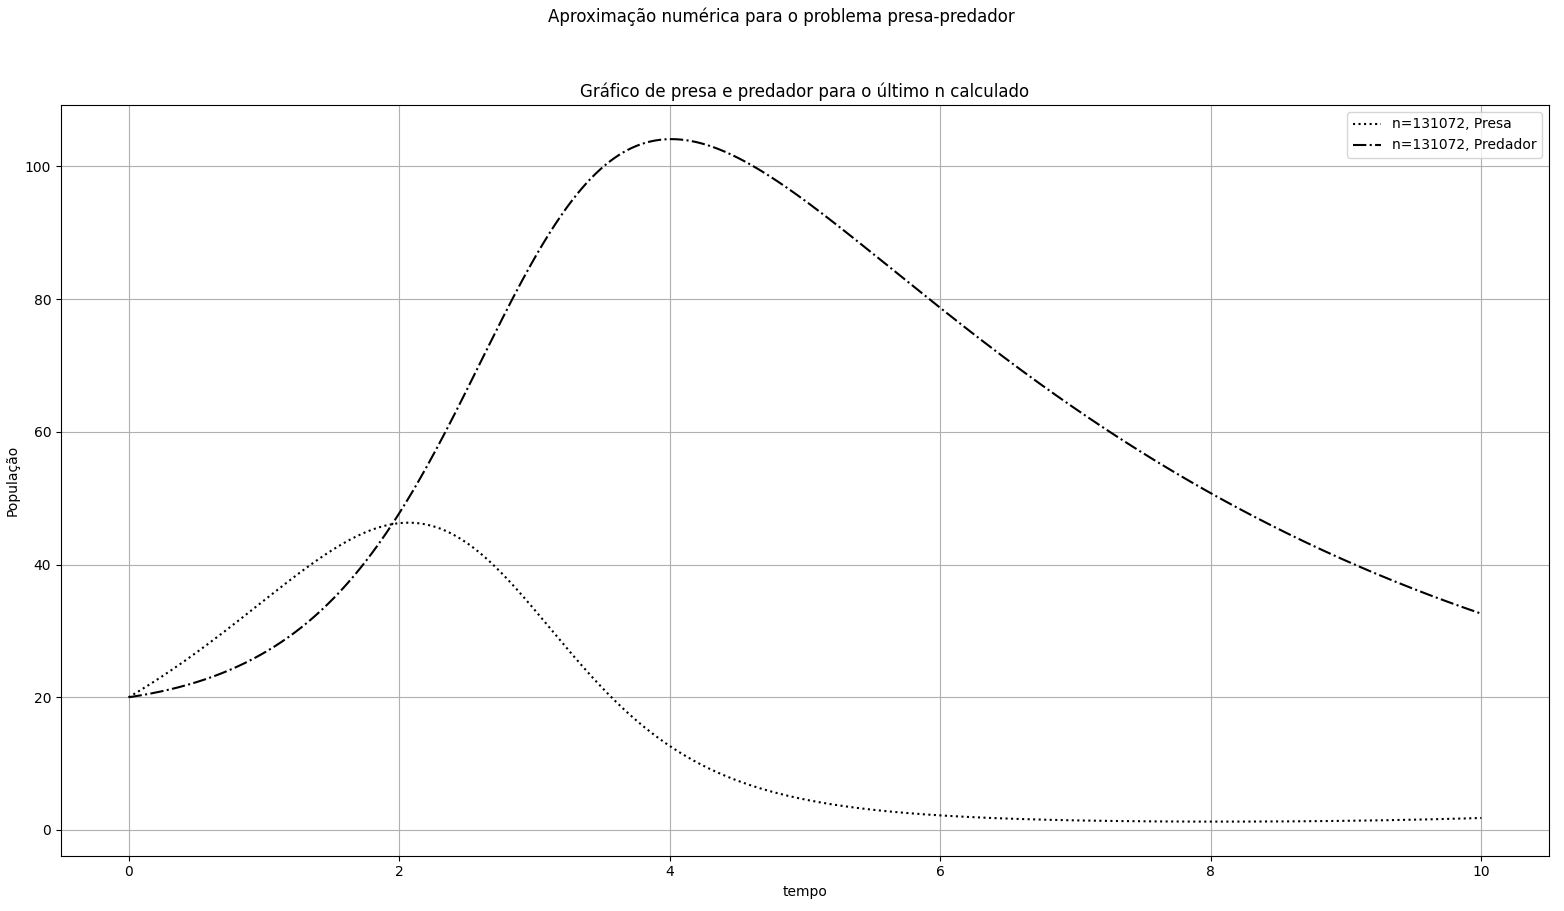 Aproximação numérica para o problema presa-predador
Gráfico de presa e predador para o último n calculado
n=131072, Presa
n=131072, Predador
100
80
60
40
20
0
População
0 2 4 6 8 10
tempo